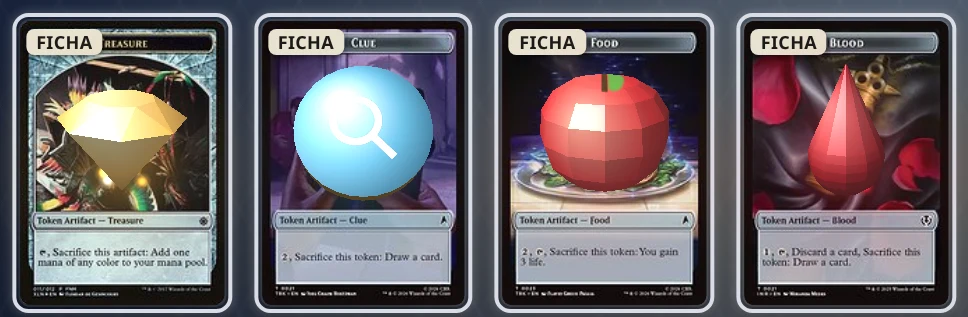 FICHA
REASURE
Token Artifact — Treasure
, Sacrifice this artifact: Add one
mana of any color to your mana pool.
FICHA
CLUE
Token Artifact — Clue
2, Sacrifice this token: Draw a card.
FICHA
FOOD
Token Artifact — Food
2, , Sacrifice this token: You gain
3 life.
FICHA
BLOOD
Token Artifact — Blood
1, , Discard a card, Sacrifice this
token: Draw a card.